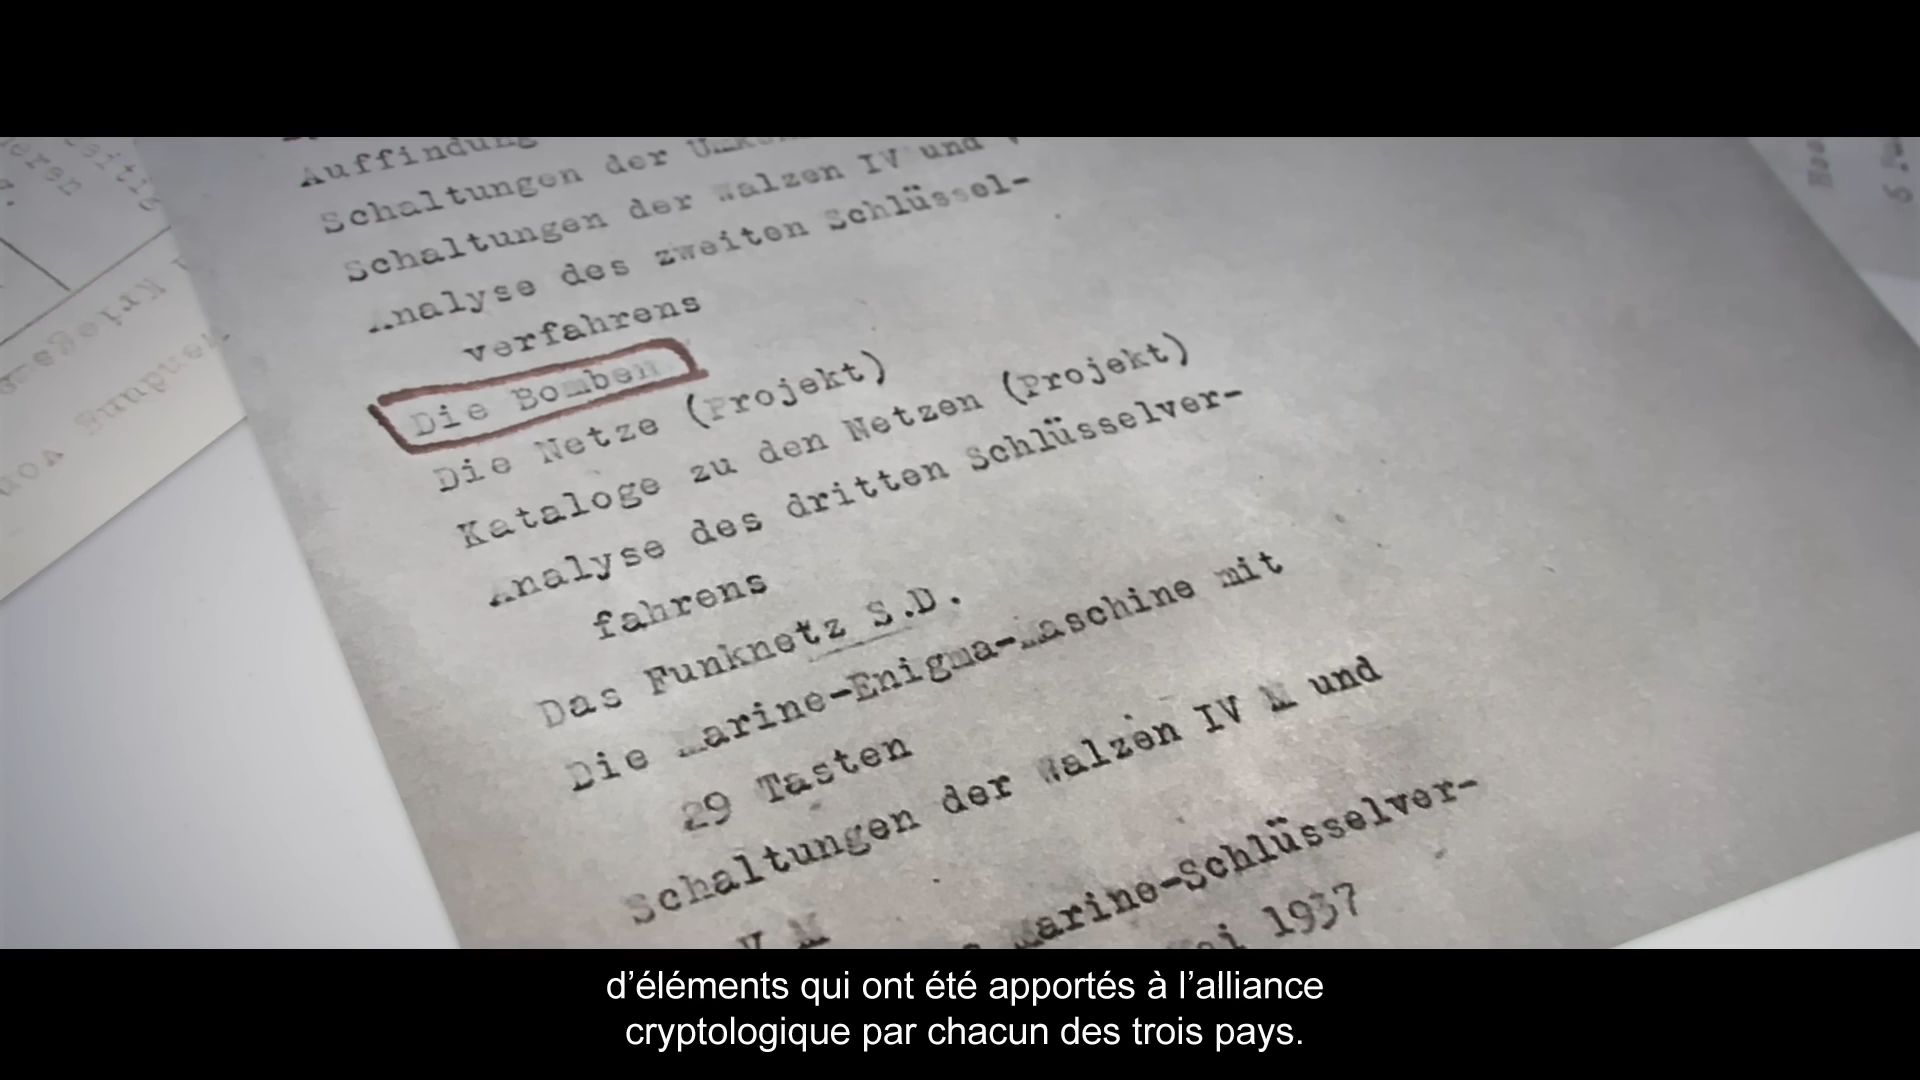 Auffindung
Schaltungen der
Schaltungen der Walzen IV und
Analyse des zweiten Schlüssel-
verfahrens
Die Bomben
Die Netze (Projekt)
Kataloge zu den Netzen (Projekt)
Analyse des dritten Schlüsselver-
fahrens
Das Funknetz S.D.
Die Marine-Enigma-Maschine mit
29 Tasten
Schaltungen der Walzen IV M und
V M
Marine-Schlüsselver-
1937
d’éléments qui ont été apportés à l’alliance
cryptologique par chacun des trois pays.